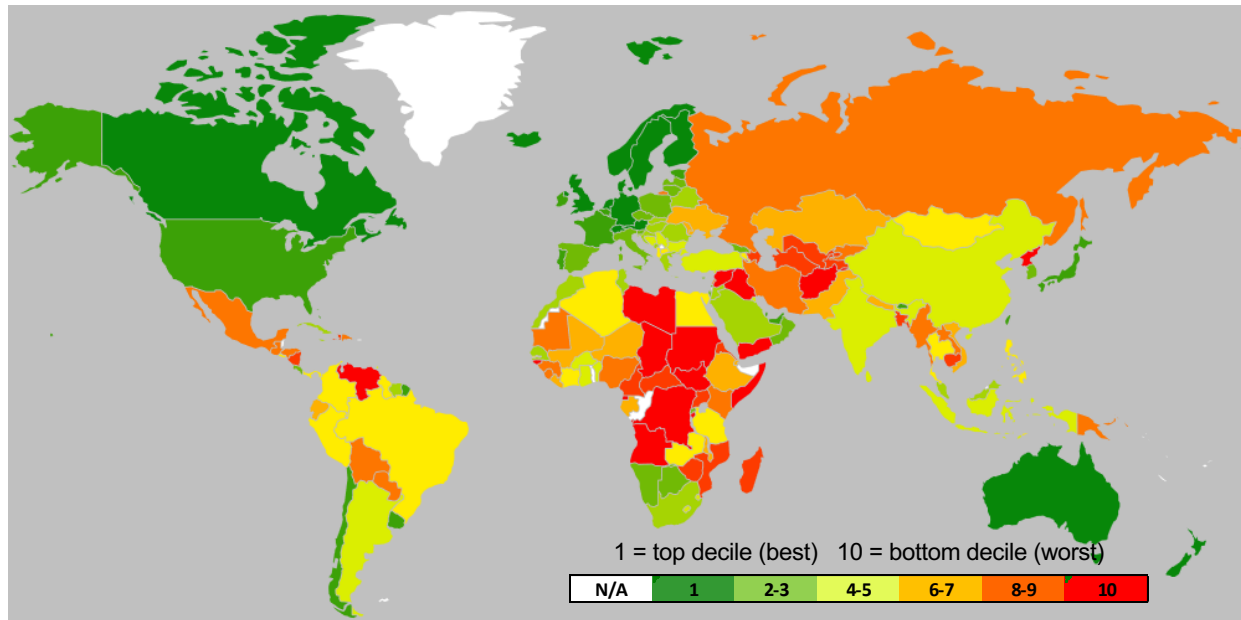 1 = top decile (best) 10 = bottom decile (worst)
N/A 1 2-3 4-5 6-7 8-9 10